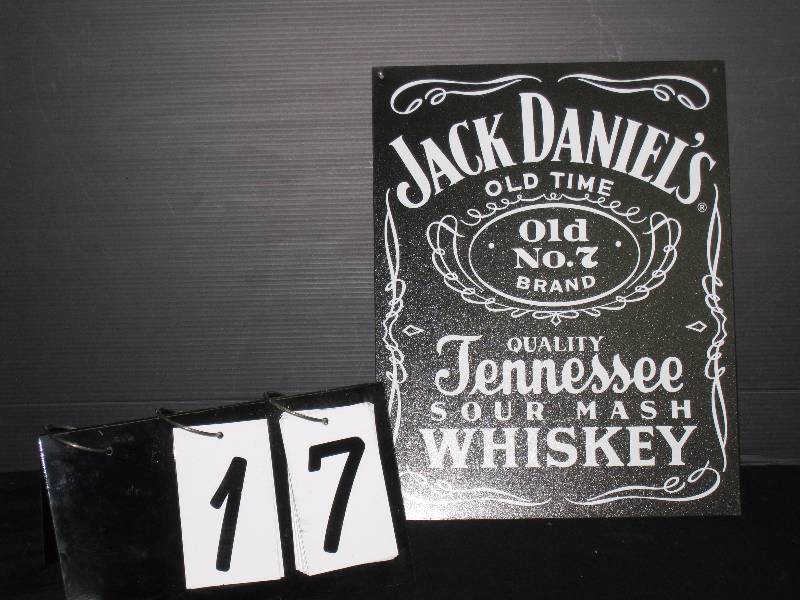 JACK DANIEL'S ®
OLD TIME
Old
No.7
BRAND
QUALITY
Tennessee
SOUR MASH
WHISKEY
17